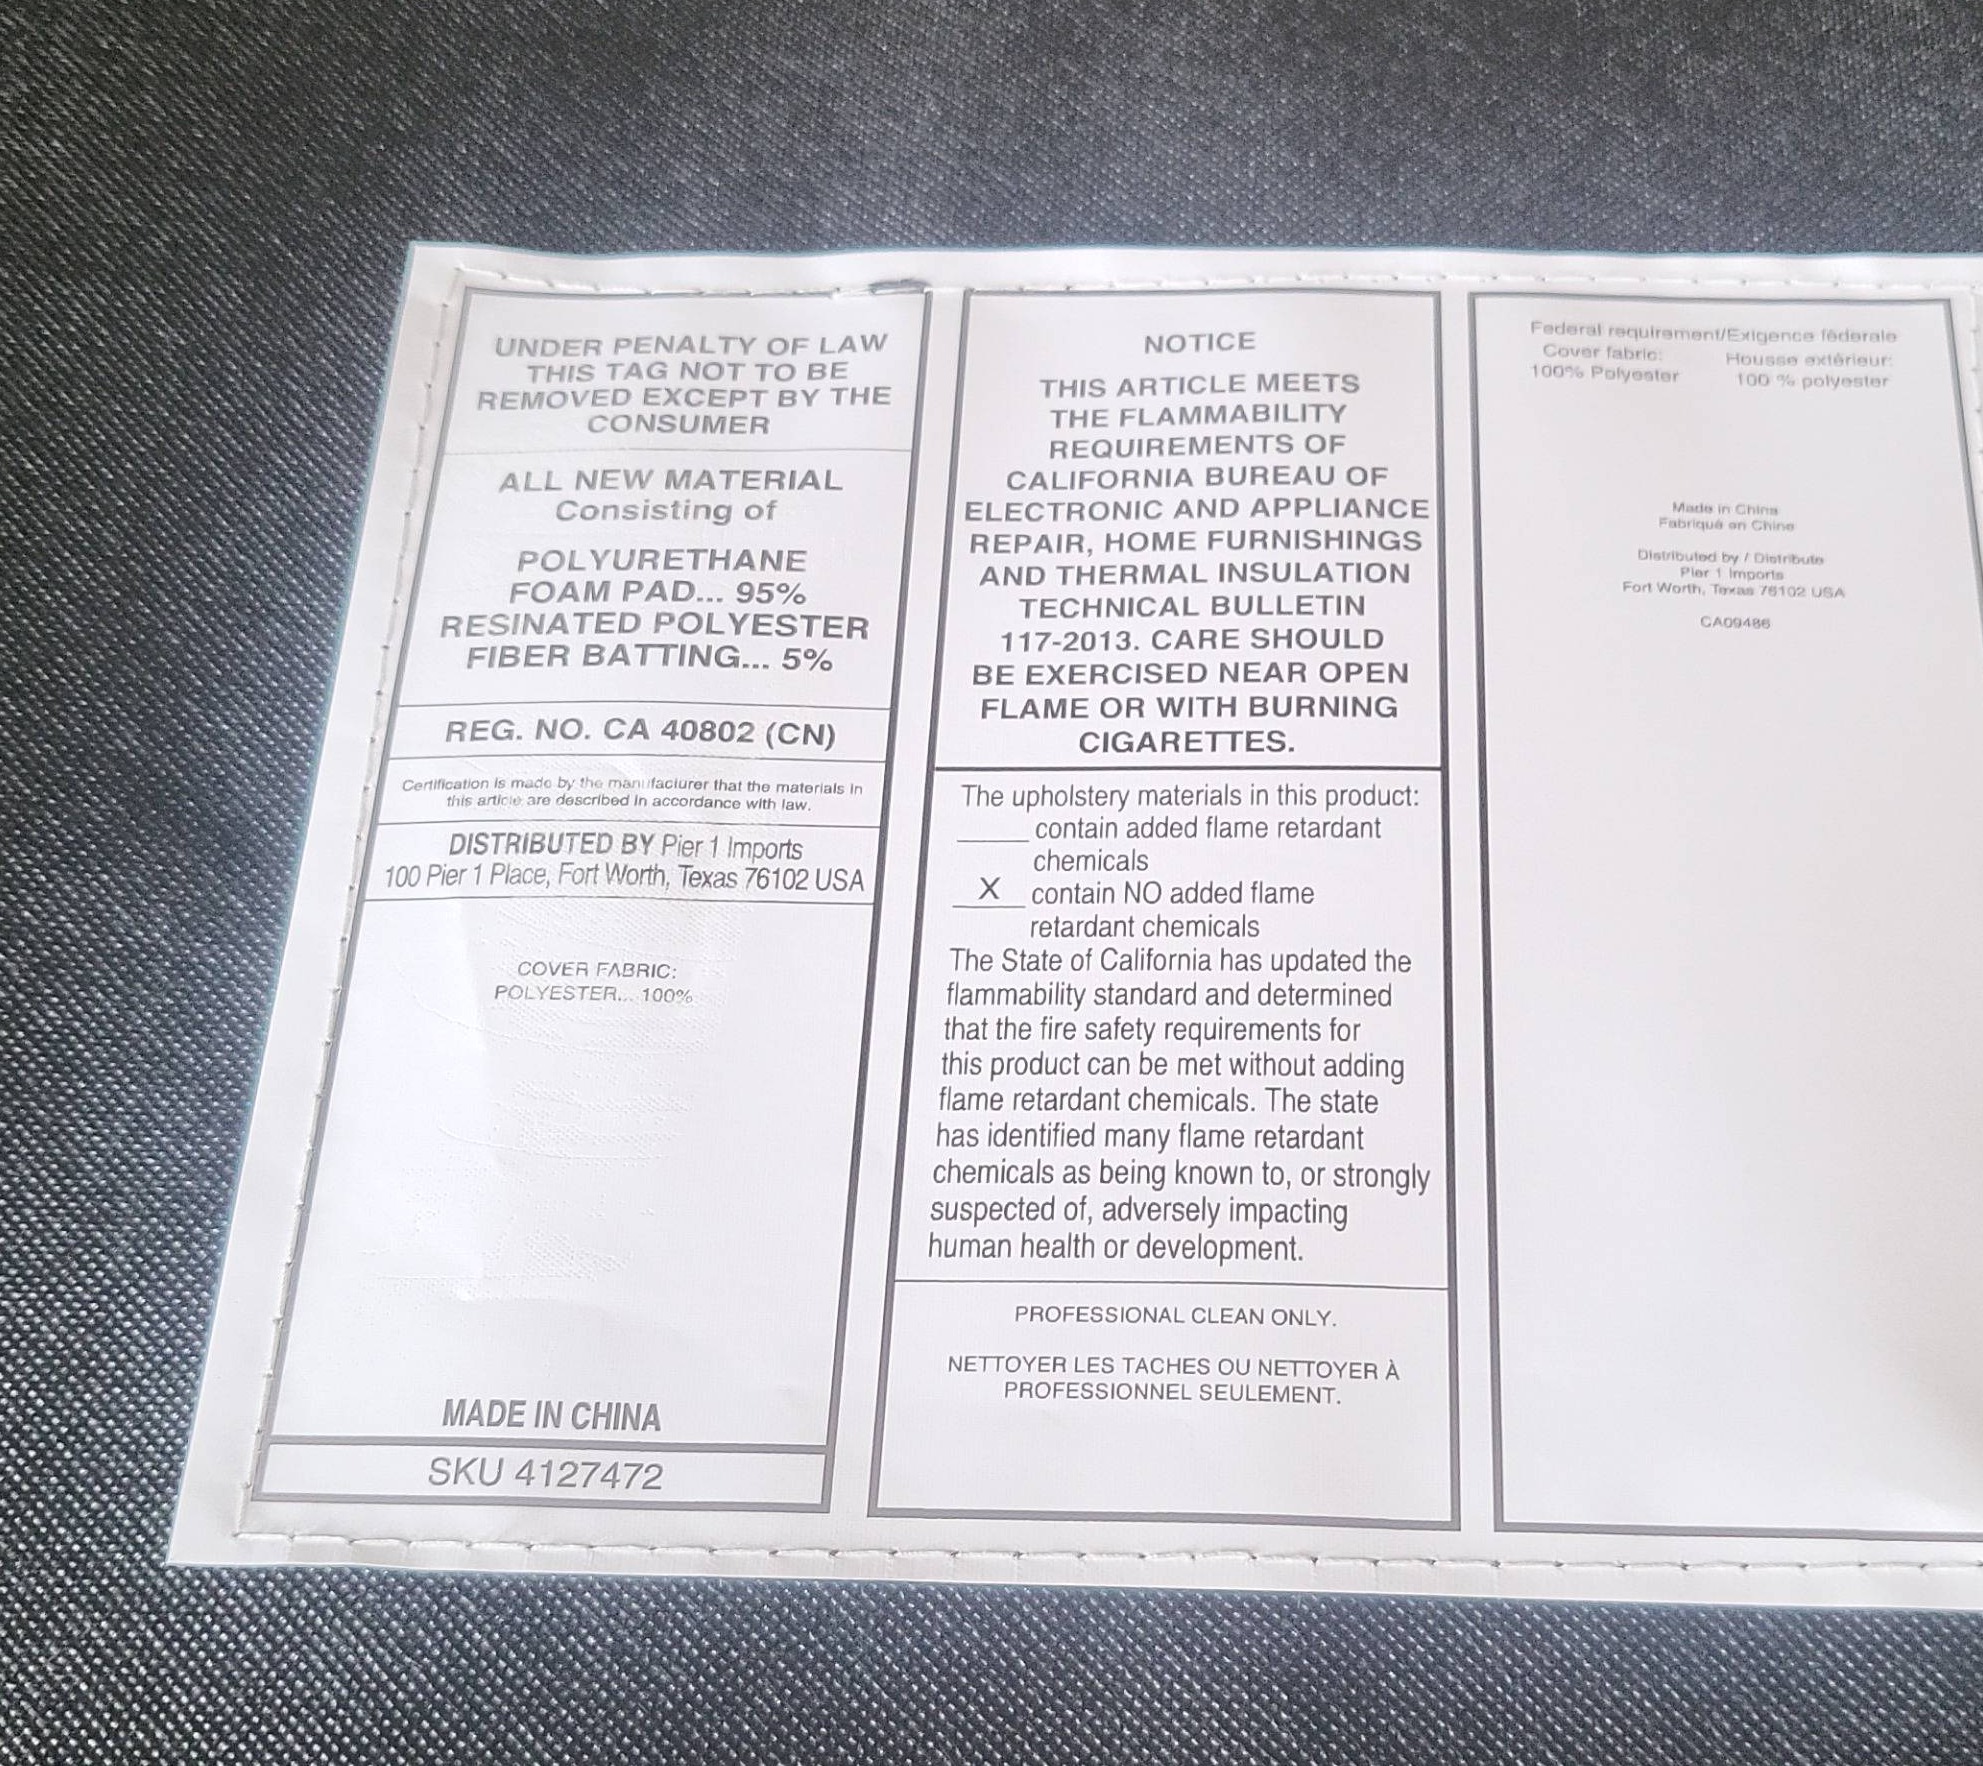 UNDER PENALTY OF LAW
THIS TAG NOT TO BE
REMOVED EXCEPT BY THE
CONSUMER
ALL NEW MATERIAL
Consisting of
POLYURETHANE
FOAM PAD... 95%
RESINATED POLYESTER
FIBER BATTING... 5%
REG. NO. CA 40802 (CN)
Certification is made by the manufacturer that the materials in
this article are described in accordance with law.
DISTRIBUTED BY Pier 1 Imports
100 Pier 1 Place, Fort Worth, Texas 76102 USA
COVER FABRIC:
POLYESTER... 100%
MADE IN CHINA
SKU 4127472
NOTICE
THIS ARTICLE MEETS
THE FLAMMABILITY
REQUIREMENTS OF
CALIFORNIA BUREAU OF
ELECTRONIC AND APPLIANCE
REPAIR, HOME FURNISHINGS
AND THERMAL INSULATION
TECHNICAL BULLETIN
117-2013. CARE SHOULD
BE EXERCISED NEAR OPEN
FLAME OR WITH BURNING
CIGARETTES.
The upholstery materials in this product:
____ contain added flame retardant
chemicals
X contain NO added flame
retardant chemicals
The State of California has updated the
flammability standard and determined
that the fire safety requirements for
this product can be met without adding
flame retardant chemicals. The state
has identified many flame retardant
chemicals as being known to, or strongly
suspected of, adversely impacting
human health or development.
PROFESSIONAL CLEAN ONLY.
NETTOYER LES TACHES OU NETTOYER À
PROFESSIONNEL SEULEMENT.
Federal requirement/Exigence fédérale
Cover fabric: Housse extérieur:
100% Polyester 100 % polyester
Made in China
Fabriqué en Chine
Distributed by / Distribute
Pier 1 Imports
Fort Worth, Texas 76102 USA
CA09486